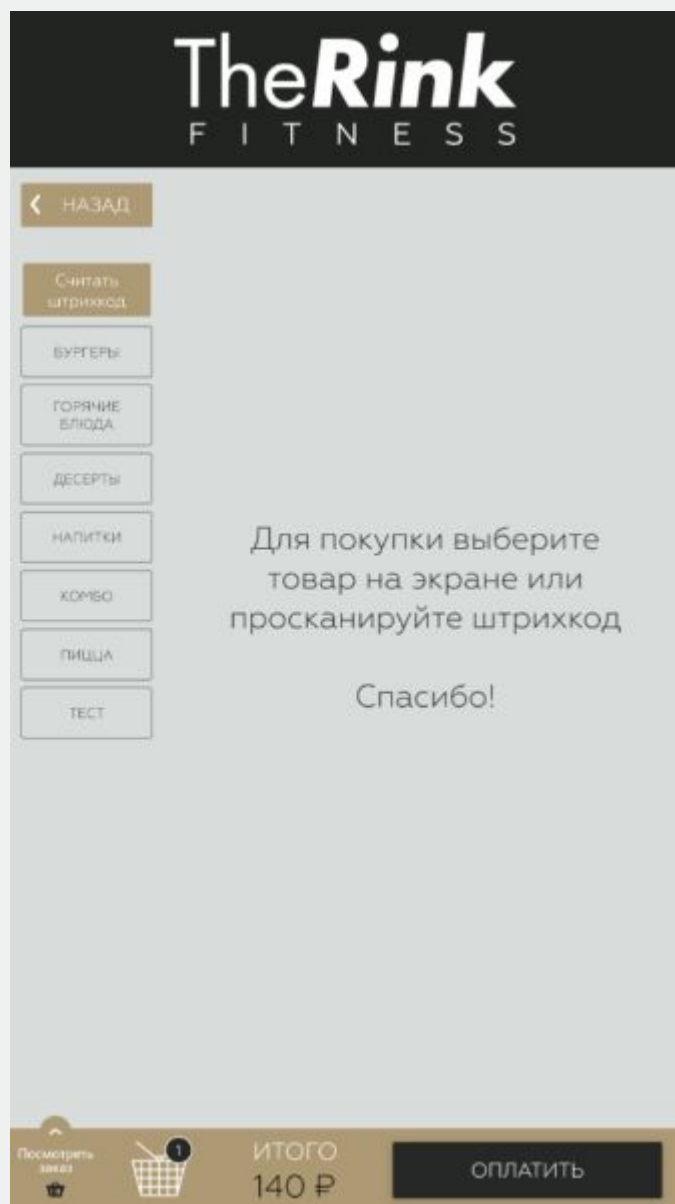 TheRink
FITNESS
НАЗАД
Считать
штрихкод
БУРГЕРЫ
ГОРЯЧИЕ
БЛЮДА
ДЕСЕРТЫ
НАПИТКИ
КОМБО
ПИЦЦА
ТЕСТ
Для покупки выберите
товар на экране или
просканируйте штрихкод
Спасибо!
Посмотреть
заказ
1
ИТОГО
140 ₽
ОПЛАТИТЬ